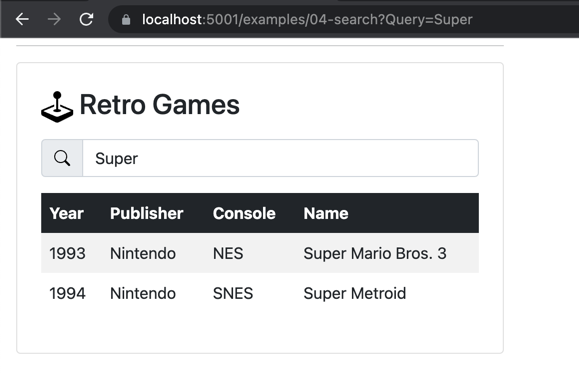 localhost:5001/examples/04-search?Query=Super
Retro Games
Super
Year Publisher Console Name
1993 Nintendo NES Super Mario Bros. 3
1994 Nintendo SNES Super Metroid